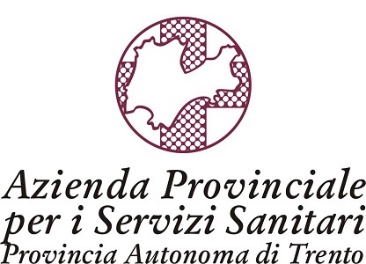 Azienda Provinciale
per i Servizi Sanitari
Provincia Autonoma di Trento